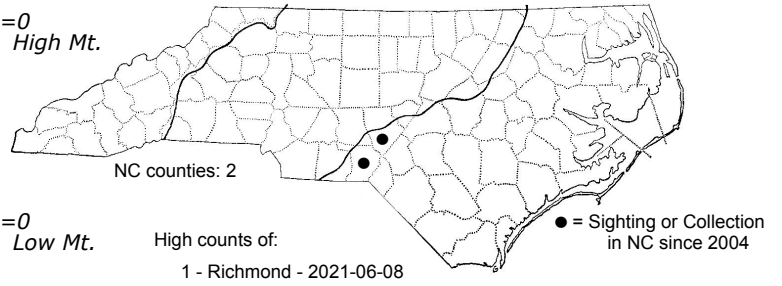 =0
High Mt.
NC counties: 2
=0
Low Mt.
High counts of:
1 - Richmond - 2021-06-08
● = Sighting or Collection
in NC since 2004